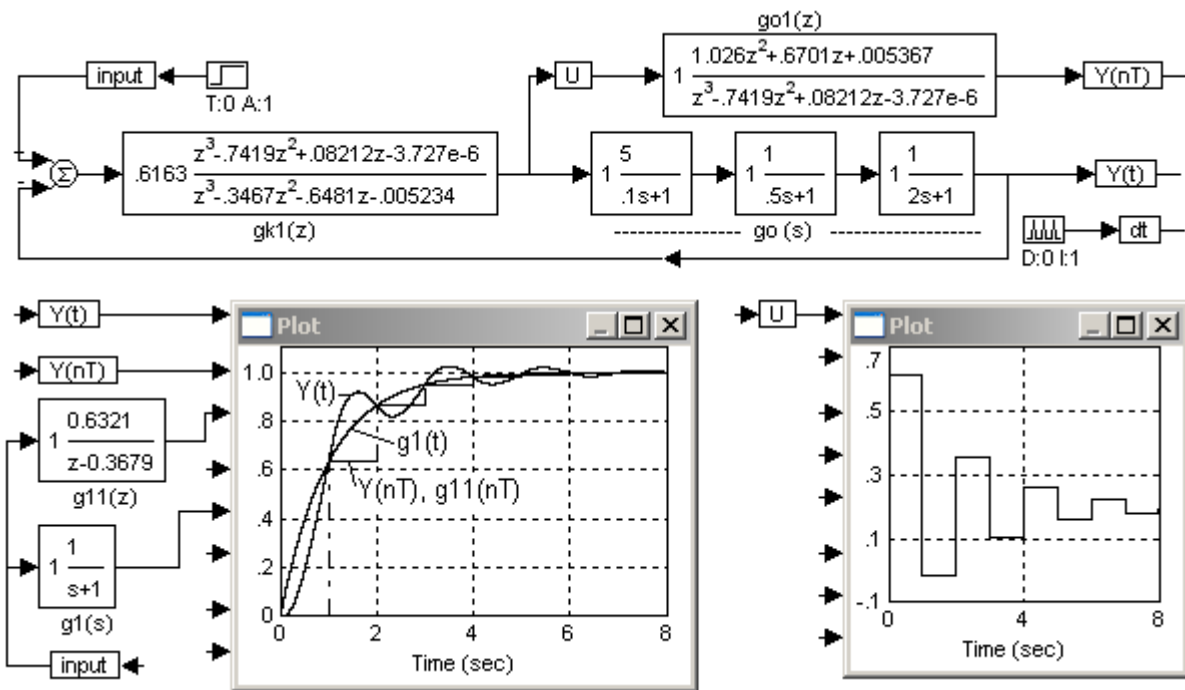 go1(z)
input
T:0 A:1
U
1 1.026z²+.6701z+.005367
z³-.7419z²+.08212z-3.727e-6
Y(nT)
+
-
Σ
.6163 z³-.7419z²+.08212z-3.727e-6
z³-.3467z²-.6481z-.005234
gk1(z)
1 5
.1s+1
1 1
.5s+1
1 1
2s+1
go (s)
Y(t)
D:0 I:1
dt
Y(t)
Y(nT)
1 0.6321
z-0.3679
g11(z)
1 1
s+1
g1(s)
input
Plot
1.0
.8
.6
.4
.2
0
Y(t)
g1(t)
Y(nT), g11(nT)
0 2 4 6 8
Time (sec)
U
Plot
.7
.5
.3
.1
-.1
0 4 8
Time (sec)